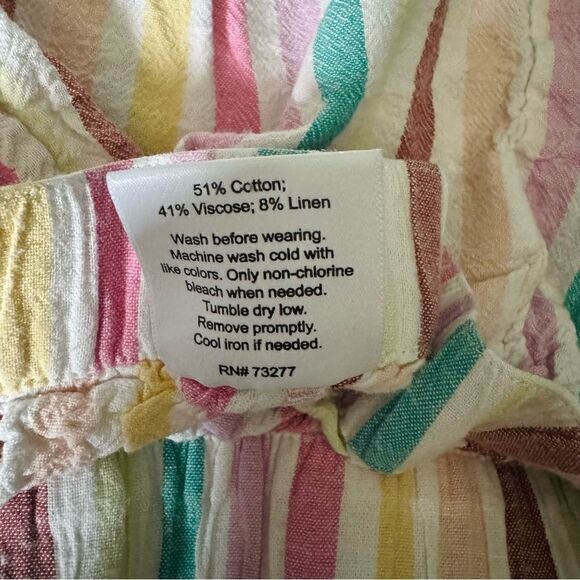 51% Cotton;
41% Viscose; 8% Linen
Wash before wearing.
Machine wash cold with
like colors. Only non-chlorine
bleach when needed.
Tumble dry low.
Remove promptly.
Cool iron if needed.
RN# 73277